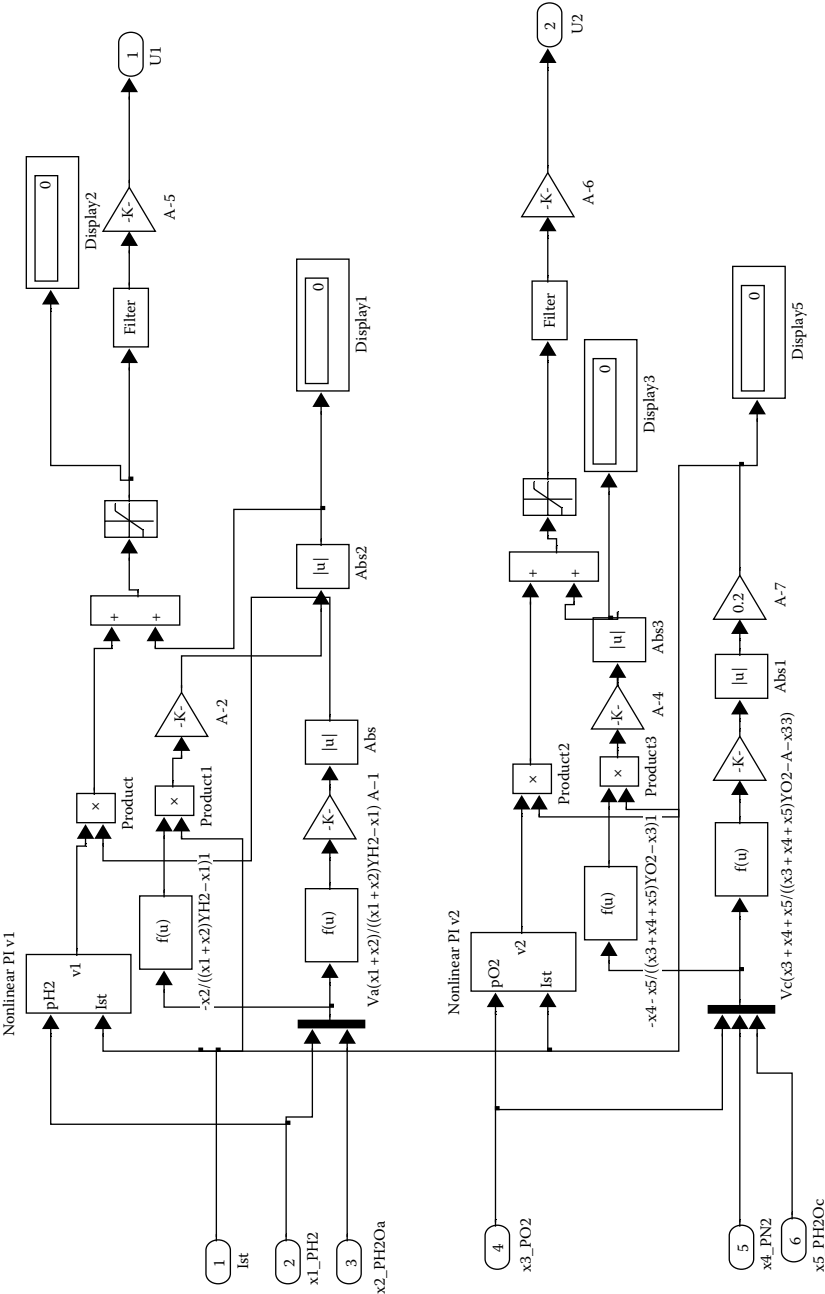 1
U1
-K-
A-5
Filter
0
Display2
+
+
×
Product
Nonlinear PI v1
pH2
v1
Ist
-K-
A-2
×
Product1
f(u)
-x2/((x1+x2)YH2−x1)1
0
Display1
|u|
Abs2
|u|
Abs
-K-
f(u)
Va(x1+x2)/((x1+x2)YH2−x1) A−1
1
Ist
2
x1_PH2
3
x2_PH2Oa
2
U2
-K-
A-6
Filter
+
+
0
Display3
×
Product2
Nonlinear PI v2
pO2
v2
Ist
|u|
Abs3
-K-
A-4
×
Product3
f(u)
-x4- x5/((x3+x4+x5)YO2−x3)1
0
Display5
0.2
A-7
|u|
Abs1
-K-
f(u)
Vc(x3+x4+x5/((x3+x4+x5)YO2−A−x33)
4
x3_PO2
5
x4_PN2
6
x5_PH2Oc